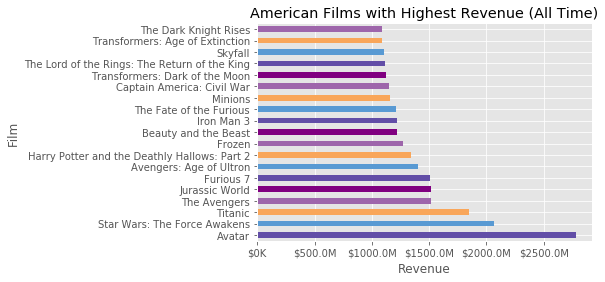 American Films with Highest Revenue (All Time)
The Dark Knight Rises
Transformers: Age of Extinction
Skyfall
The Lord of the Rings: The Return of the King
Transformers: Dark of the Moon
Captain America: Civil War
Minions
The Fate of the Furious
Iron Man 3
Beauty and the Beast
Frozen
Harry Potter and the Deathly Hallows: Part 2
Avengers: Age of Ultron
Furious 7
Jurassic World
The Avengers
Titanic
Star Wars: The Force Awakens
Avatar
Film
$0K $500.0M $1000.0M $1500.0M $2000.0M $2500.0M
Revenue